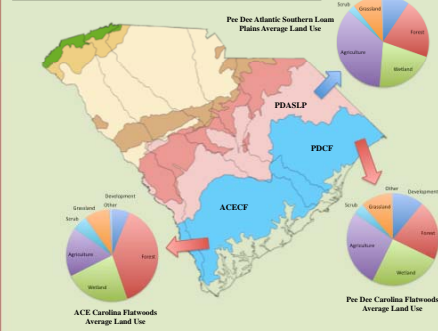 Pee Dee Atlantic Southern Loam
Plains Average Land Use
Scrub
Grassland
Forest
Agriculture
Wetland
PDASLP
PDCF
ACECF
Development
Other
Grassland
Scrub
Forest
Agriculture
Wetland
ACE Carolina Flatwoods
Average Land Use
Other
Development
Grassland
Scrub
Forest
Agriculture
Wetland
Pee Dee Carolina Flatwoods
Average Land Use